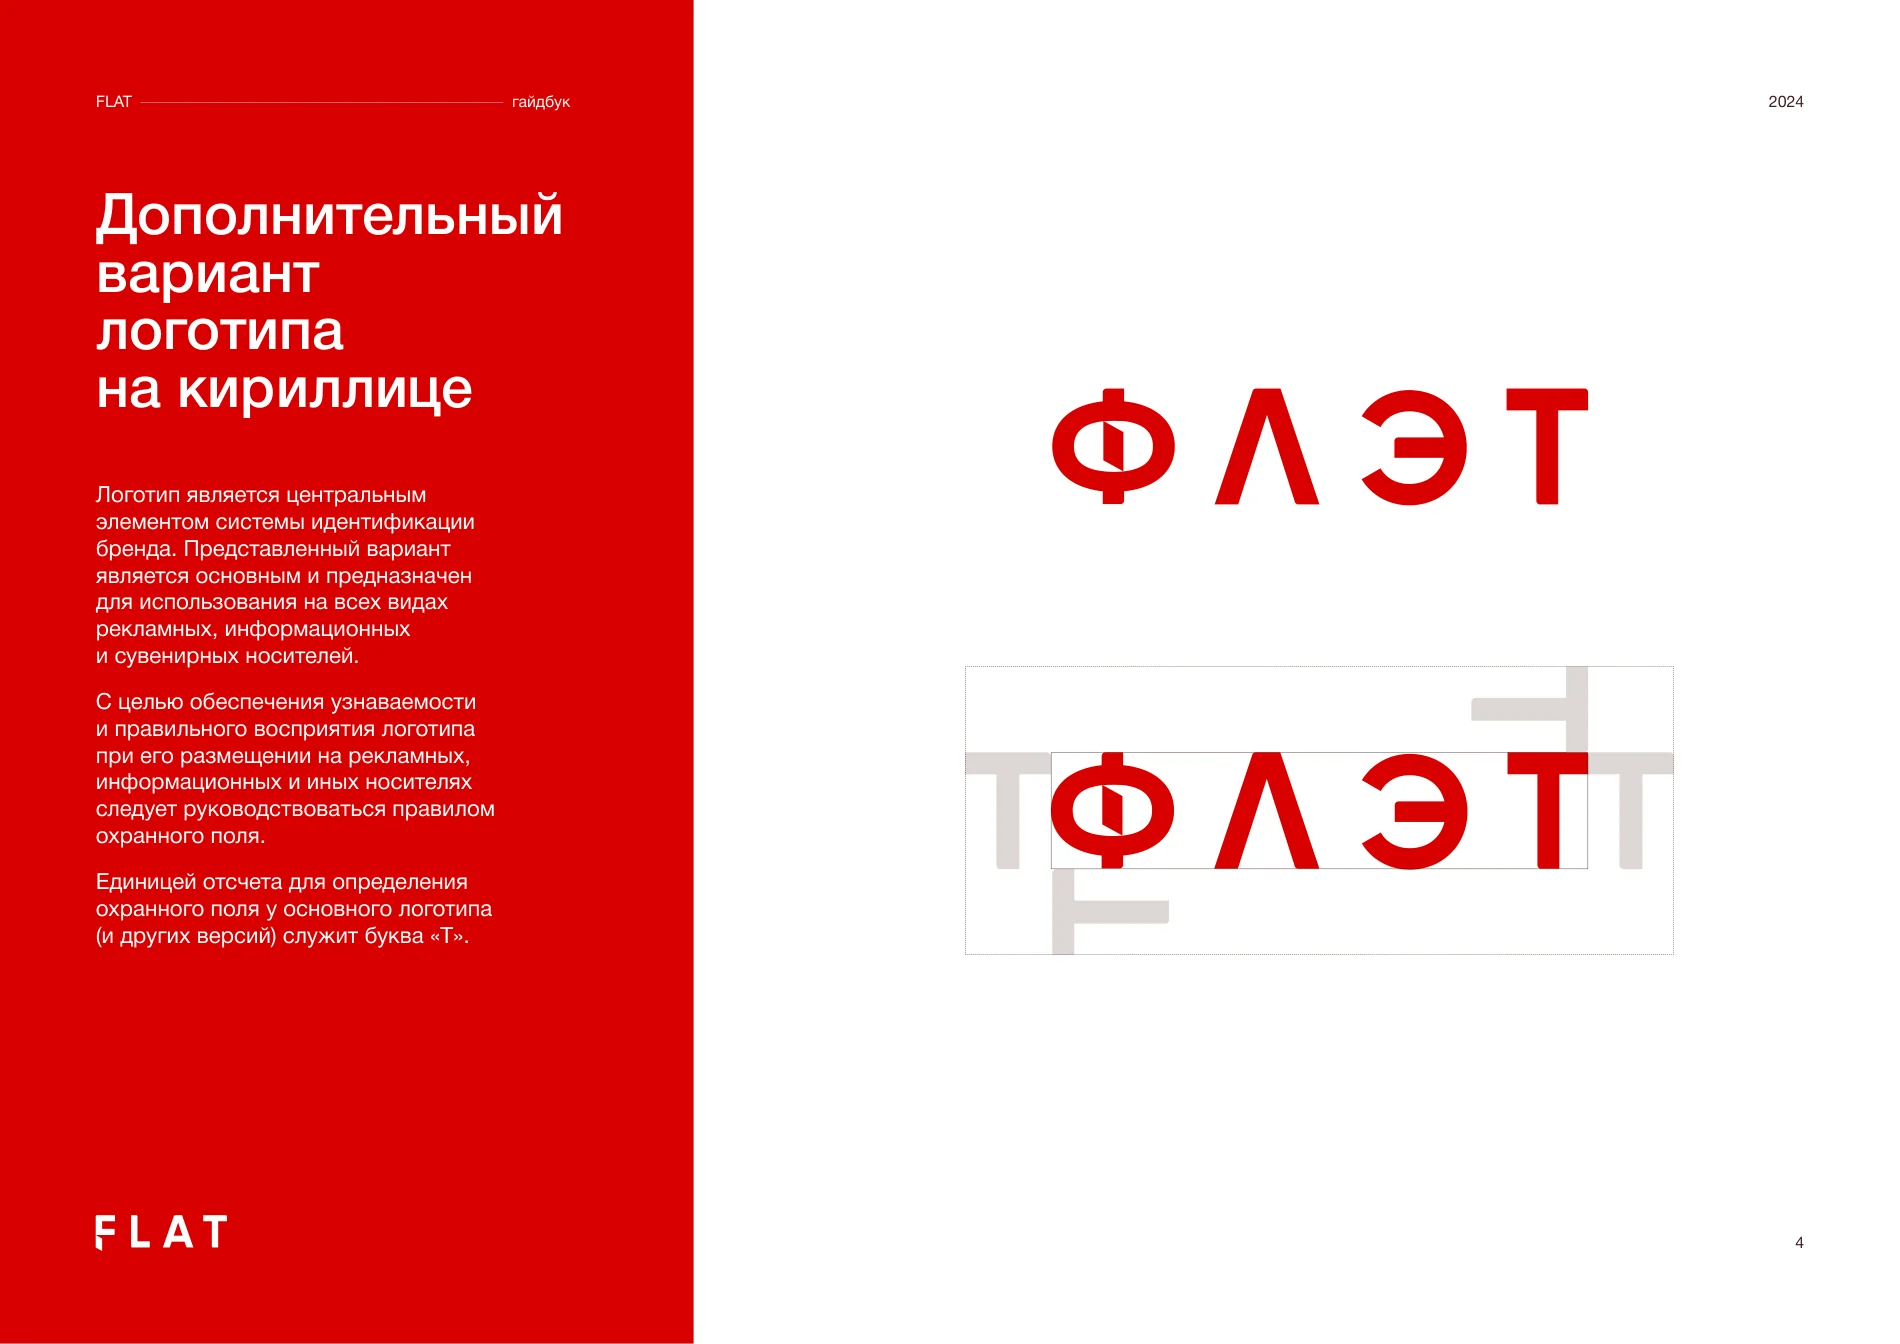 FLAT гайдбук
2024
Дополнительный
вариант
логотипа
на кириллице
Логотип является центральным
элементом системы идентификации
бренда. Представленный вариант
является основным и предназначен
для использования на всех видах
рекламных, информационных
и сувенирных носителей.
С целью обеспечения узнаваемости
и правильного восприятия логотипа
при его размещении на рекламных,
информационных и иных носителях
следует руководствоваться правилом
охранного поля.
Единицей отсчета для определения
охранного поля у основного логотипа
(и других версий) служит буква «Т».
ФЛЭТ
Т
Т ФЛЭТ Т
Т
FLAT
4